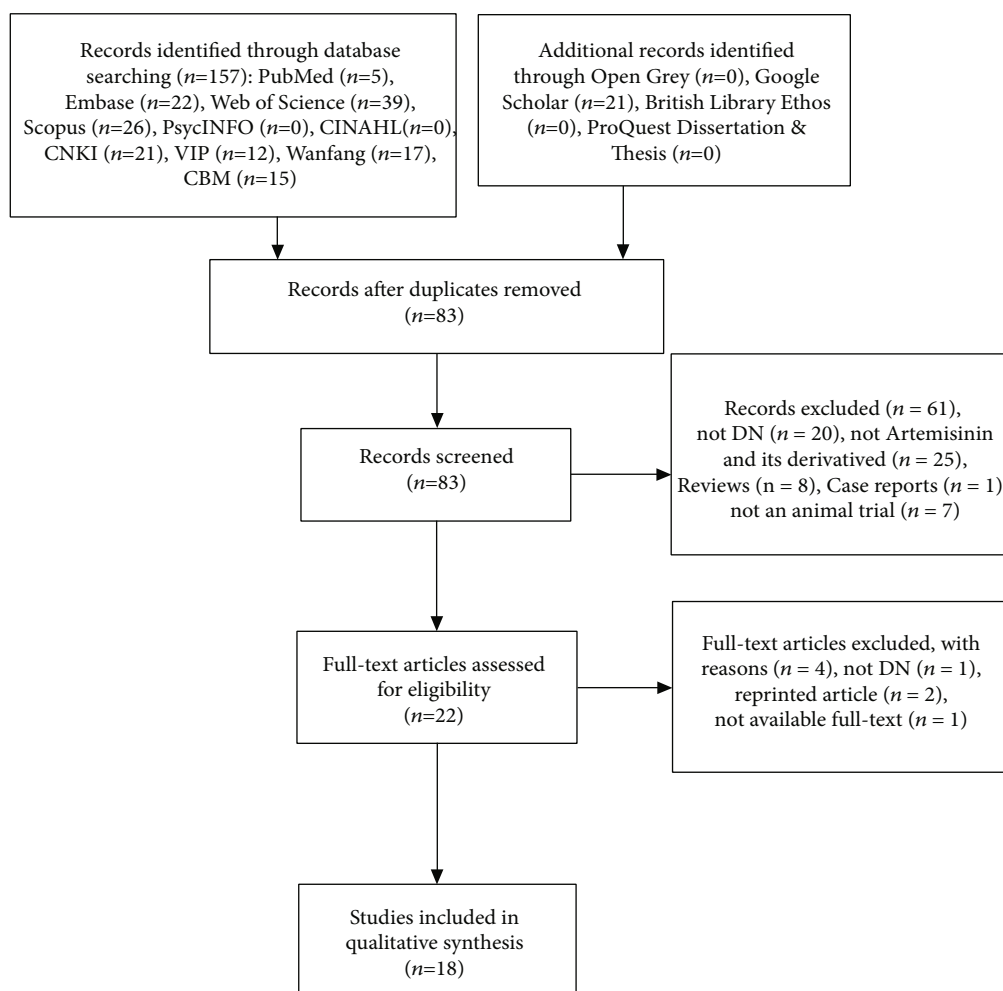 Records identified through database
searching (n=157): PubMed (n=5),
Embase (n=22), Web of Science (n=39),
Scopus (n=26), PsycINFO (n=0), CINAHL(n=0),
CNKI (n=21), VIP (n=12), Wanfang (n=17),
CBM (n=15)
Additional records identified
through Open Grey (n=0), Google
Scholar (n=21), British Library Ethos
(n=0), ProQuest Dissertation &
Thesis (n=0)
Records after duplicates removed
(n=83)
Records screened
(n=83)
Records excluded (n = 61),
not DN (n = 20), not Artemisinin
and its derivatived (n = 25),
Reviews (n = 8), Case reports (n = 1)
not an animal trial (n = 7)
Full-text articles assessed
for eligibility
(n=22)
Full-text articles excluded, with
reasons (n = 4), not DN (n = 1),
reprinted article (n = 2),
not available full-text (n = 1)
Studies included in
qualitative synthesis
(n=18)